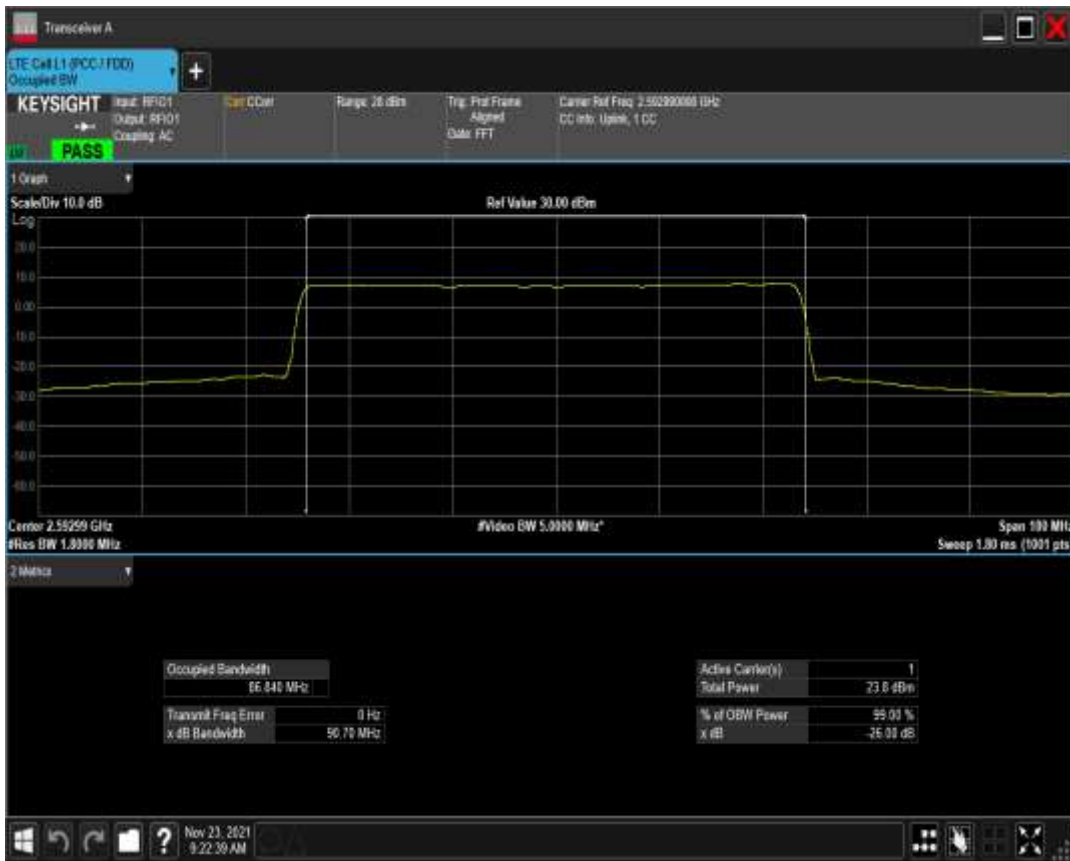 Transceiver A
LTE Cell L1 (PCC / FDD)
Occupied BW
+
KEYSIGHT
Input: RFIO1
Output: RFIO1
Coupling: AC
Corr CCorr
Range: 28 dBm
Trig: Prd Frame
Aligned
Gate: FFT
Carrier Ref Freq: 2.592990000 GHz
CC Info: Uplink, 1 CC
PASS
1 Graph
Scale/Div 10.0 dB
Ref Value 30.00 dBm
Log
20.0
10.0
0.00
-10.0
-20.0
-30.0
-40.0
-50.0
-60.0
Center 2.59299 GHz
#Video BW 5.0000 MHz*
Span 100 MHz
#Res BW 1.8000 MHz
Sweep 1.80 ms (1001 pts
2 Metrics
Occupied Bandwidth
86.840 MHz
Transmit Freq Error 0 Hz
x dB Bandwidth 90.70 MHz
Active Carrier(s) 1
Total Power 23.8 dBm
% of OBW Power 99.00 %
x dB -26.00 dB
?
Nov 23, 2021
9:22:39 AM